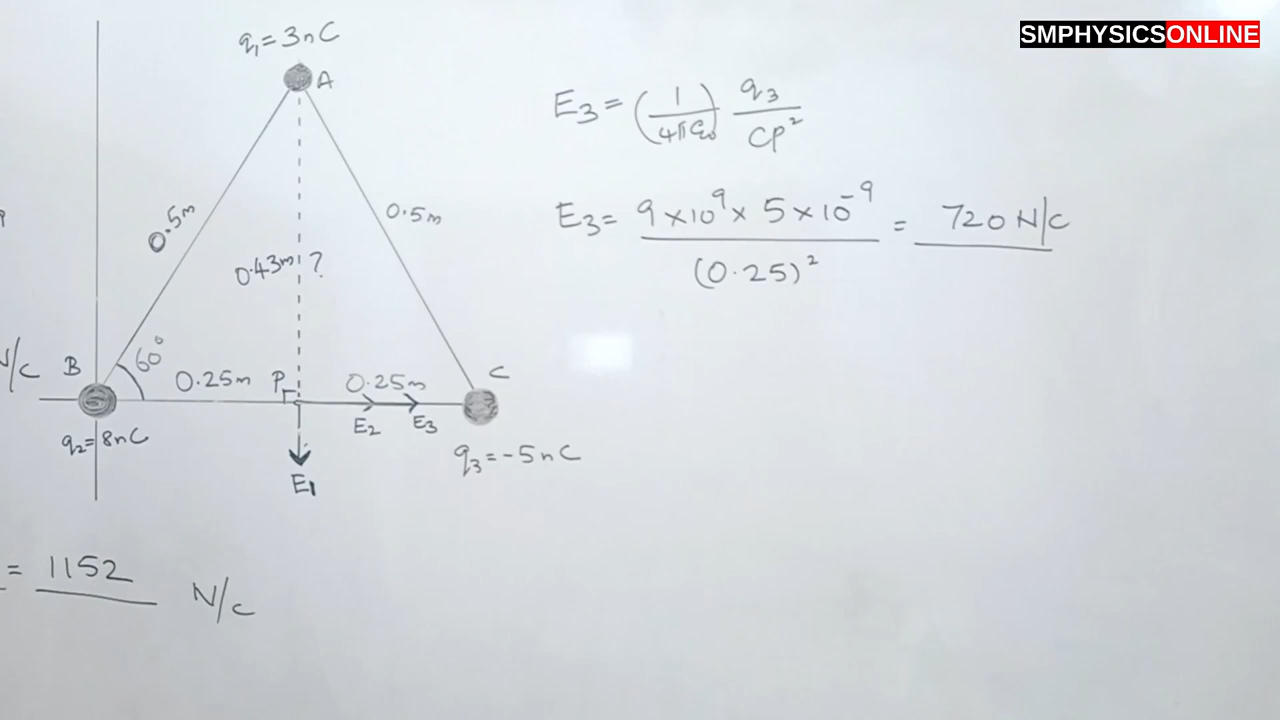 SMPHYSICSONLINE
q₁=3nC
A
0.5m
0.5m
0.43m ?
B
60°
0.25m
P
0.25m
C
E₂
E₃
q₂=8nC
q₃=-5nC
E₁
N/C
= 1152 N/C
E₃= (1/4πε₀) q₃/CP²
E₃= 9×10⁹× 5×10⁻⁹/(0.25)² = 720 N/C